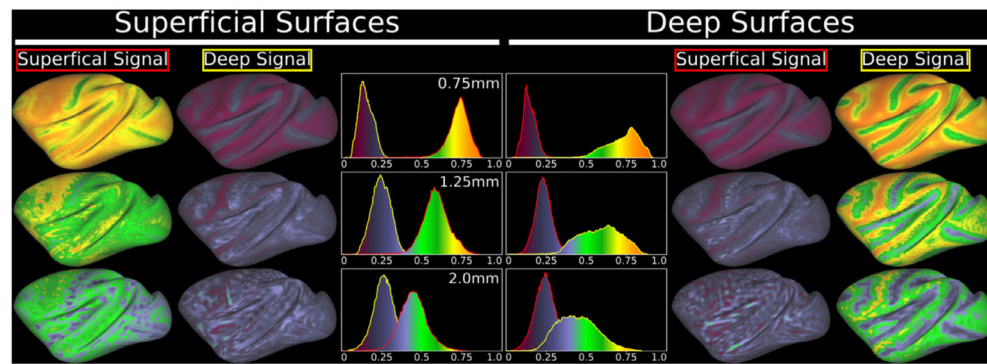 Superficial Surfaces Deep Surfaces
Superfical Signal Deep Signal Superfical Signal Deep Signal
0.75mm
0 0.25 0.5 0.75 1.0 0 0.25 0.5 0.75 1.0
1.25mm
0 0.25 0.5 0.75 1.0 0 0.25 0.5 0.75 1.0
2.0mm
0 0.25 0.5 0.75 1.0 0 0.25 0.5 0.75 1.0